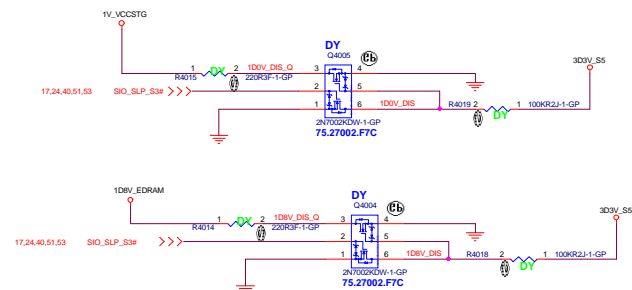 1V_VCCSTG
DY
Q4005
3D3V_S5
1 DY 2 1D0V_DIS_Q 3 4
R4015 220R3F-1-GP
17,24,40,51,53 SIO_SLP_S3# 2 5
1 6 1D0V_DIS R4019 2 1 100KR2J-1-GP
DY
2N7002KDW-1-GP
75.27002.F7C
1D8V_EDRAM
DY
Q4004
3D3V_S5
1 DY 2 1D8V_DIS_Q 3 4
R4014 220R3F-1-GP
17,24,40,51,53 SIO_SLP_S3# 2 5
1 6 1D8V_DIS R4018 2 1 100KR2J-1-GP
DY
2N7002KDW-1-GP
75.27002.F7C